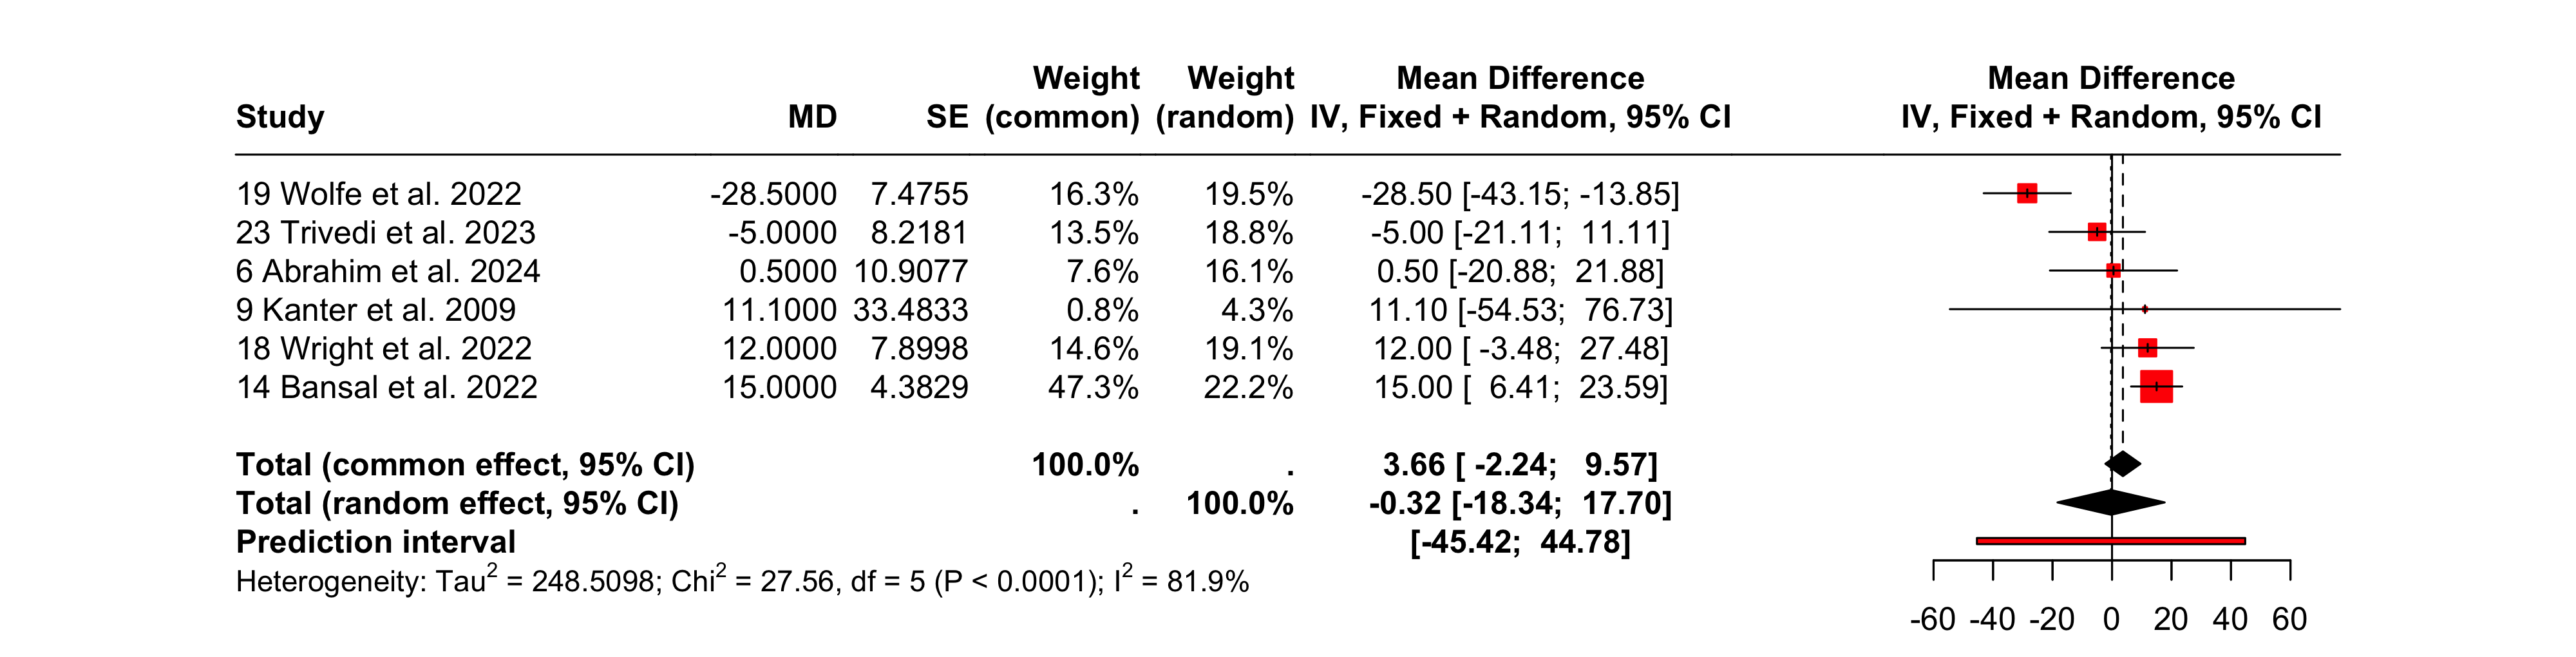 Weight Weight Mean Difference Mean Difference
Study MD SE (common) (random) IV, Fixed + Random, 95% CI IV, Fixed + Random, 95% CI
19 Wolfe et al. 2022 -28.5000 7.4755 16.3% 19.5% -28.50 [-43.15; -13.85]
23 Trivedi et al. 2023 -5.0000 8.2181 13.5% 18.8% -5.00 [-21.11; 11.11]
6 Abrahim et al. 2024 0.5000 10.9077 7.6% 16.1% 0.50 [-20.88; 21.88]
9 Kanter et al. 2009 11.1000 33.4833 0.8% 4.3% 11.10 [-54.53; 76.73]
18 Wright et al. 2022 12.0000 7.8998 14.6% 19.1% 12.00 [ -3.48; 27.48]
14 Bansal et al. 2022 15.0000 4.3829 47.3% 22.2% 15.00 [ 6.41; 23.59]
Total (common effect, 95% CI) 100.0% . 3.66 [ -2.24; 9.57]
Total (random effect, 95% CI) . 100.0% -0.32 [-18.34; 17.70]
Prediction interval [-45.42; 44.78]
Heterogeneity: Tau² = 248.5098; Chi² = 27.56, df = 5 (P < 0.0001); I² = 81.9%
-60 -40 -20 0 20 40 60